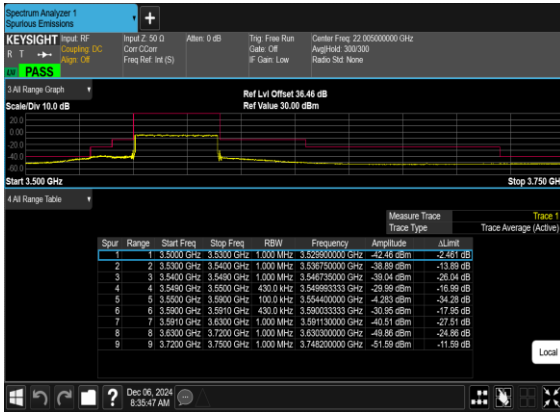 Spectrum Analyzer 1
Spurious Emissions
+
KEYSIGHT Input: RF Input Z: 50 Ω Atten: 0 dB Trig: Free Run Center Freq: 22.005000000 GHz
R T Coupling: DC Corr CCorr Gate: Off Avg|Hold: 300/300
Align: Off Freq Ref: Int (S) IF Gain: Low Radio Std: None
PASS
3 All Range Graph
Ref Lvl Offset 36.46 dB
Scale/Div 10.0 dB Ref Value 30.00 dBm
20.0
0.00
-20.0
-40.0
-60.0
Start 3.500 GHz Stop 3.750 GH
4 All Range Table
Measure Trace Trace 1
Trace Type Trace Average (Active)
Spur Range Start Freq Stop Freq RBW Frequency Amplitude ΔLimit
1 1 3.5000 GHz 3.5300 GHz 1.000 MHz 3.529900000 GHz -42.46 dBm -2.461 dB
2 2 3.5300 GHz 3.5400 GHz 1.000 MHz 3.536750000 GHz -38.89 dBm -13.89 dB
3 3 3.5400 GHz 3.5490 GHz 1.000 MHz 3.546735000 GHz -39.04 dBm -26.04 dB
4 4 3.5490 GHz 3.5500 GHz 430.0 kHz 3.549993333 GHz -29.99 dBm -16.99 dB
5 5 3.5500 GHz 3.5900 GHz 100.0 kHz 3.554400000 GHz -4.283 dBm -34.28 dB
6 6 3.5900 GHz 3.5910 GHz 430.0 kHz 3.590033333 GHz -30.95 dBm -17.95 dB
7 7 3.5910 GHz 3.6300 GHz 1.000 MHz 3.591130000 GHz -40.51 dBm -27.51 dB
8 8 3.6300 GHz 3.7200 GHz 1.000 MHz 3.630300000 GHz -49.86 dBm -24.86 dB
9 9 3.7200 GHz 3.7500 GHz 1.000 MHz 3.748200000 GHz -51.59 dBm -11.59 dB
Local
?
Dec 06, 2024
8:35:47 AM